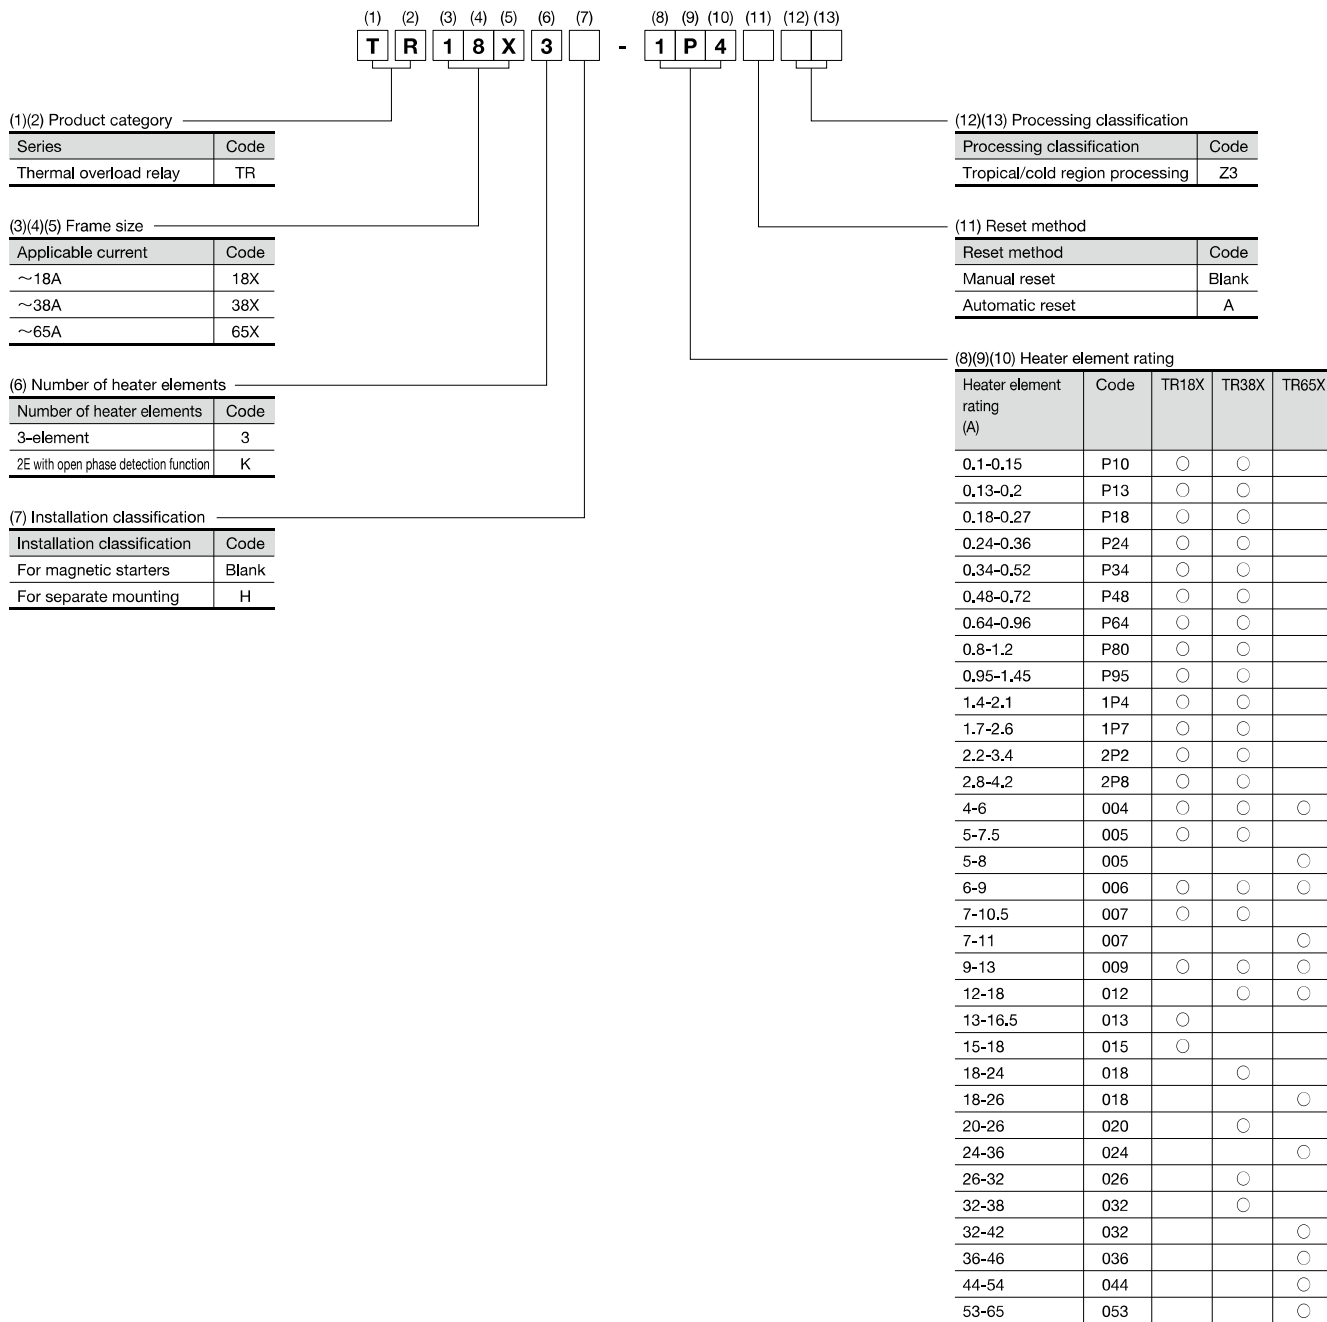 (1) (2) (3) (4) (5) (6) (7) (8) (9) (10) (11) (12) (13)
T R 1 8 X 3 - 1 P 4
(1)(2) Product category
Series Code
Thermal overload relay TR
(3)(4)(5) Frame size
Applicable current Code
～18A 18X
～38A 38X
～65A 65X
(6) Number of heater elements
Number of heater elements Code
3-element 3
2E with open phase detection function K
(7) Installation classification
Installation classification Code
For magnetic starters Blank
For separate mounting H
(12)(13) Processing classification
Processing classification Code
Tropical/cold region processing Z3
(11) Reset method
Reset method Code
Manual reset Blank
Automatic reset A
(8)(9)(10) Heater element rating
Heater element Code TR18X TR38X TR65X
rating
(A)
0.1-0.15 P10 ○ ○
0.13-0.2 P13 ○ ○
0.18-0.27 P18 ○ ○
0.24-0.36 P24 ○ ○
0.34-0.52 P34 ○ ○
0.48-0.72 P48 ○ ○
0.64-0.96 P64 ○ ○
0.8-1.2 P80 ○ ○
0.95-1.45 P95 ○ ○
1.4-2.1 1P4 ○ ○
1.7-2.6 1P7 ○ ○
2.2-3.4 2P2 ○ ○
2.8-4.2 2P8 ○ ○
4-6 004 ○ ○ ○
5-7.5 005 ○ ○
5-8 005 ○
6-9 006 ○ ○ ○
7-10.5 007 ○ ○
7-11 007 ○
9-13 009 ○ ○ ○
12-18 012 ○ ○
13-16.5 013 ○
15-18 015 ○
18-24 018 ○
18-26 018 ○
20-26 020 ○
24-36 024 ○
26-32 026 ○
32-38 032 ○
32-42 032 ○
36-46 036 ○
44-54 044 ○
53-65 053 ○